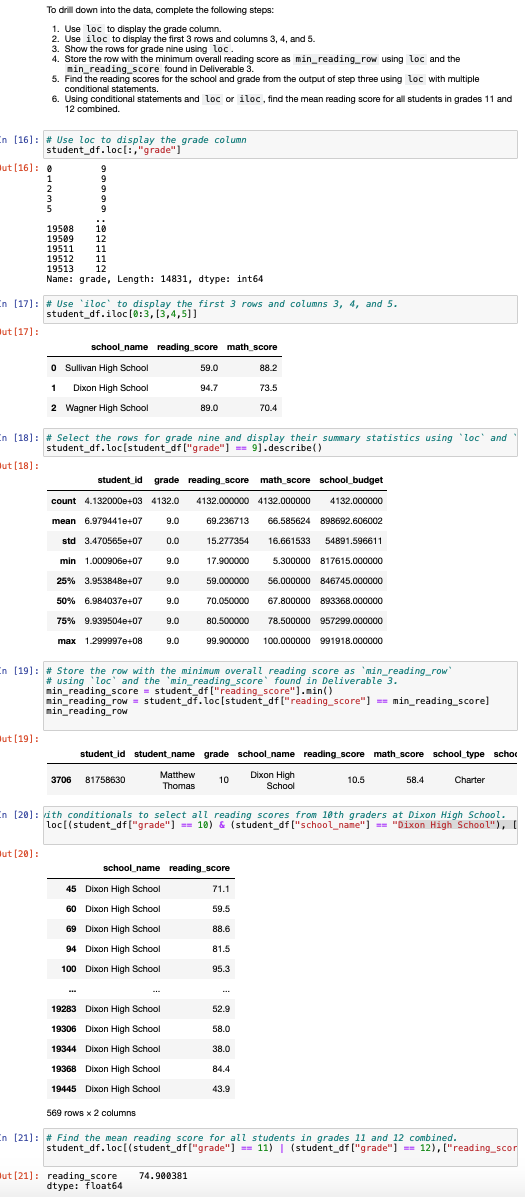 To drill down into the data, complete the following steps:
1. Use loc to display the grade column.
2. Use iloc to display the first 3 rows and columns 3, 4, and 5.
3. Show the rows for grade nine using loc .
4. Store the row with the minimum overall reading score as min_reading_row using loc and the
min_reading_score found in Deliverable 3.
5. Find the reading scores for the school and grade from the output of step three using loc with multiple
conditional statements.
6. Using conditional statements and loc or iloc , find the mean reading score for all students in grades 11 and
12 combined.
In [16]: # Use loc to display the grade column
student_df.loc[:,"grade"]
Out[16]: 0 9
1 9
2 9
3 9
5 9
..
19508 10
19509 12
19511 11
19512 11
19513 12
Name: grade, Length: 14831, dtype: int64
In [17]: # Use `iloc` to display the first 3 rows and columns 3, 4, and 5.
student_df.iloc[0:3,[3,4,5]]
Out[17]:
school_name reading_score math_score
0 Sullivan High School 59.0 88.2
1 Dixon High School 94.7 73.5
2 Wagner High School 89.0 70.4
In [18]: # Select the rows for grade nine and display their summary statistics using `loc` and `
student_df.loc[student_df["grade"] == 9].describe()
Out[18]:
student_id grade reading_score math_score school_budget
count 4.132000e+03 4132.0 4132.000000 4132.000000 4132.000000
mean 6.979441e+07 9.0 69.236713 66.585624 898692.606002
std 3.470565e+07 0.0 15.277354 16.661533 54891.596611
min 1.000906e+07 9.0 17.900000 5.300000 817615.000000
25% 3.953848e+07 9.0 59.000000 56.000000 846745.000000
50% 6.984037e+07 9.0 70.050000 67.800000 893368.000000
75% 9.939504e+07 9.0 80.500000 78.500000 957299.000000
max 1.299997e+08 9.0 99.900000 100.000000 991918.000000
In [19]: # Store the row with the minimum overall reading score as `min_reading_row`
# using `loc` and the `min_reading_score` found in Deliverable 3.
min_reading_score = student_df["reading_score"].min()
min_reading_row = student_df.loc[student_df["reading_score"] == min_reading_score]
min_reading_row
Out[19]:
student_id student_name grade school_name reading_score math_score school_type schoo
3706 81758630 Matthew Thomas 10 Dixon High School 10.5 58.4 Charter
In [20]: with conditionals to select all reading scores from 10th graders at Dixon High School.
loc[(student_df["grade"] == 10) & (student_df["school_name"] == "Dixon High School"), [
Out[20]:
school_name reading_score
45 Dixon High School 71.1
60 Dixon High School 59.5
69 Dixon High School 88.6
94 Dixon High School 81.5
100 Dixon High School 95.3
... ... ...
19283 Dixon High School 52.9
19306 Dixon High School 58.0
19344 Dixon High School 38.0
19368 Dixon High School 84.4
19445 Dixon High School 43.9
569 rows × 2 columns
In [21]: # Find the mean reading score for all students in grades 11 and 12 combined.
student_df.loc[(student_df["grade"] == 11) | (student_df["grade"] == 12),["reading_scor
Out[21]: reading_score 74.900381
dtype: float64